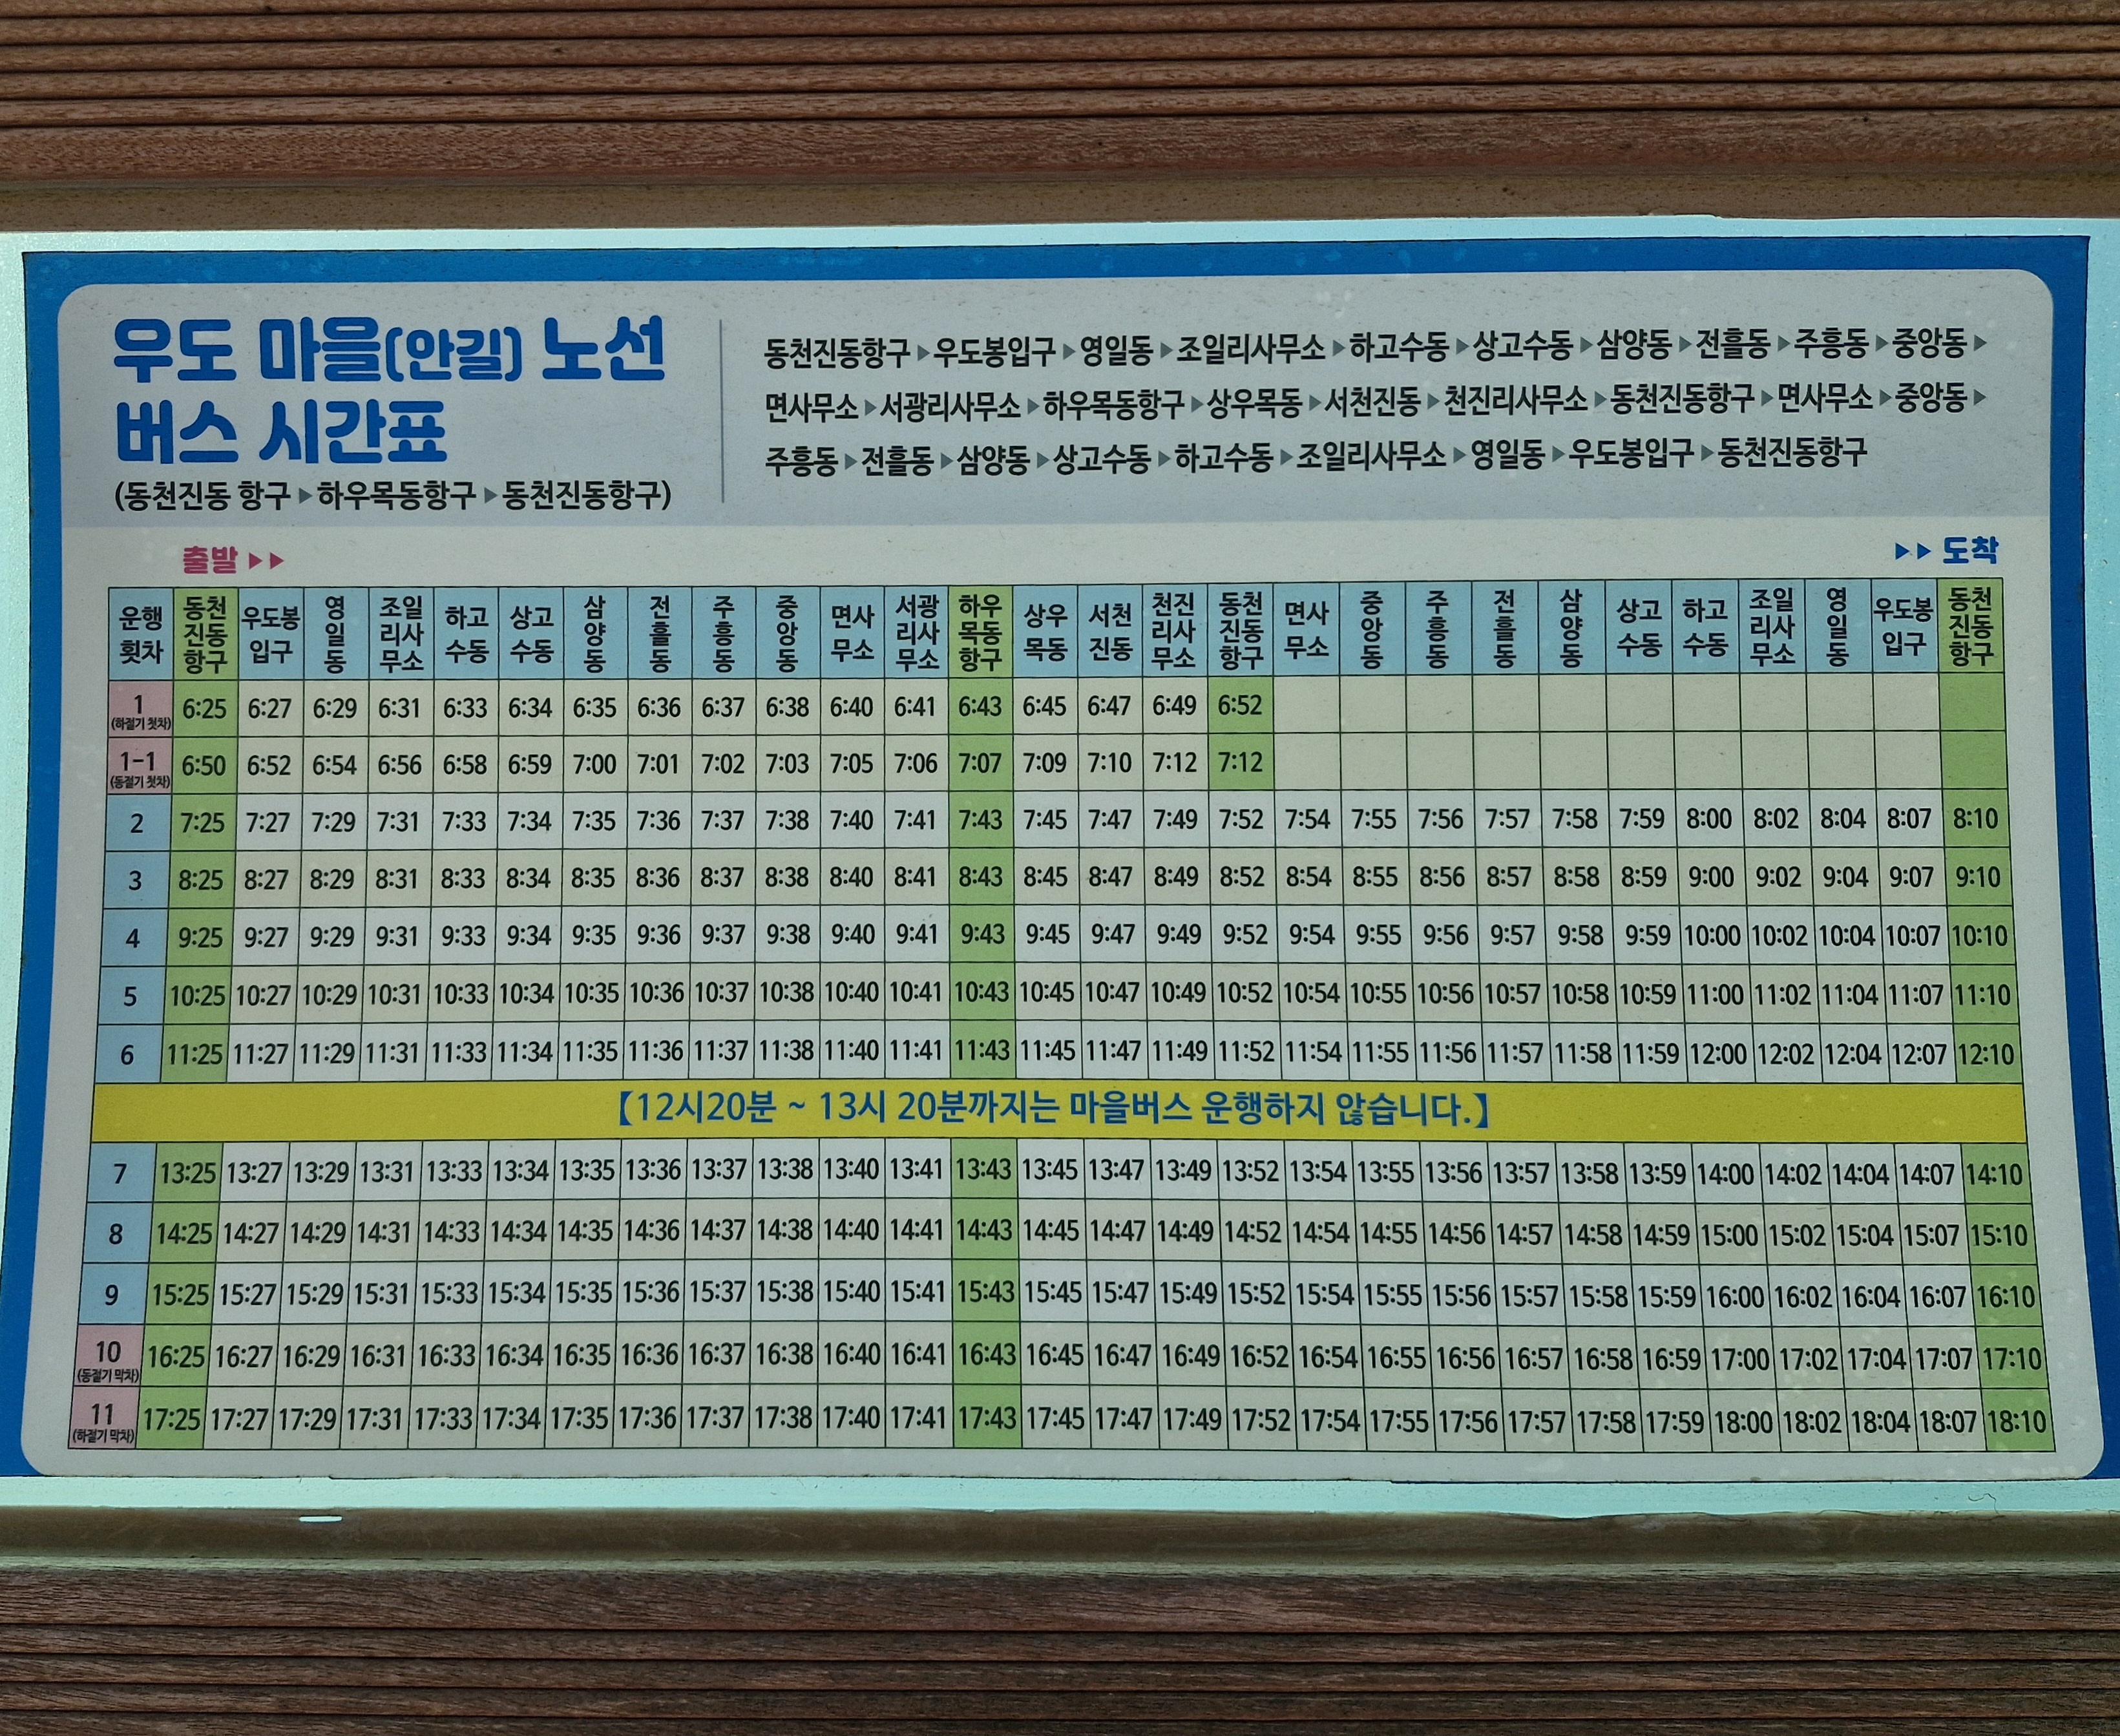 우도 마을(안길) 노선
버스 시간표
(동천진동 항구▸하우목동항구▸동천진동항구)
동천진동항구▸우도봉입구▸영일동▸조일리사무소▸하고수동▸상고수동▸삼양동▸전흘동▸주흥동▸중앙동▸
면사무소▸서광리사무소▸하우목동항구▸상우목동▸서천진동▸천진리사무소▸동천진동항구▸면사무소▸중앙동▸
주흥동▸전흘동▸삼양동▸상고수동▸하고수동▸조일리사무소▸영일동▸우도봉입구▸동천진동항구
출발 ▸▸
▸▸ 도착
운행횟차 동천진동항구 우도봉입구 영일동 조일리사무소 하고수동 상고수동 삼양동 전흘동 주흥동 중앙동 면사무소 서광리사무소 하우목동항구 상우목동 서천진동 천진리사무소 동천진동항구 면사무소 중앙동 주흥동 전흘동 삼양동 상고수동 하고수동 조일리사무소 영일동 우도봉입구 동천진동항구
1 (하절기 첫차) 6:25 6:27 6:29 6:31 6:33 6:34 6:35 6:36 6:37 6:38 6:40 6:41 6:43 6:45 6:47 6:49 6:52
1-1 (동절기 첫차) 6:50 6:52 6:54 6:56 6:58 6:59 7:00 7:01 7:02 7:03 7:05 7:06 7:07 7:09 7:10 7:12 7:12
2 7:25 7:27 7:29 7:31 7:33 7:34 7:35 7:36 7:37 7:38 7:40 7:41 7:43 7:45 7:47 7:49 7:52 7:54 7:55 7:56 7:57 7:58 7:59 8:00 8:02 8:04 8:07 8:10
3 8:25 8:27 8:29 8:31 8:33 8:34 8:35 8:36 8:37 8:38 8:40 8:41 8:43 8:45 8:47 8:49 8:52 8:54 8:55 8:56 8:57 8:58 8:59 9:00 9:02 9:04 9:07 9:10
4 9:25 9:27 9:29 9:31 9:33 9:34 9:35 9:36 9:37 9:38 9:40 9:41 9:43 9:45 9:47 9:49 9:52 9:54 9:55 9:56 9:57 9:58 9:59 10:00 10:02 10:04 10:07 10:10
5 10:25 10:27 10:29 10:31 10:33 10:34 10:35 10:36 10:37 10:38 10:40 10:41 10:43 10:45 10:47 10:49 10:52 10:54 10:55 10:56 10:57 10:58 10:59 11:00 11:02 11:04 11:07 11:10
6 11:25 11:27 11:29 11:31 11:33 11:34 11:35 11:36 11:37 11:38 11:40 11:41 11:43 11:45 11:47 11:49 11:52 11:54 11:55 11:56 11:57 11:58 11:59 12:00 12:02 12:04 12:07 12:10
【12시20분 ~ 13시 20분까지는 마을버스 운행하지 않습니다.】
7 13:25 13:27 13:29 13:31 13:33 13:34 13:35 13:36 13:37 13:38 13:40 13:41 13:43 13:45 13:47 13:49 13:52 13:54 13:55 13:56 13:57 13:58 13:59 14:00 14:02 14:04 14:07 14:10
8 14:25 14:27 14:29 14:31 14:33 14:34 14:35 14:36 14:37 14:38 14:40 14:41 14:43 14:45 14:47 14:49 14:52 14:54 14:55 14:56 14:57 14:58 14:59 15:00 15:02 15:04 15:07 15:10
9 15:25 15:27 15:29 15:31 15:33 15:34 15:35 15:36 15:37 15:38 15:40 15:41 15:43 15:45 15:47 15:49 15:52 15:54 15:55 15:56 15:57 15:58 15:59 16:00 16:02 16:04 16:07 16:10
10 (동절기 막차) 16:25 16:27 16:29 16:31 16:33 16:34 16:35 16:36 16:37 16:38 16:40 16:41 16:43 16:45 16:47 16:49 16:52 16:54 16:55 16:56 16:57 16:58 16:59 17:00 17:02 17:04 17:07 17:10
11 (하절기 막차) 17:25 17:27 17:29 17:31 17:33 17:34 17:35 17:36 17:37 17:38 17:40 17:41 17:43 17:45 17:47 17:49 17:52 17:54 17:55 17:56 17:57 17:58 17:59 18:00 18:02 18:04 18:07 18:10